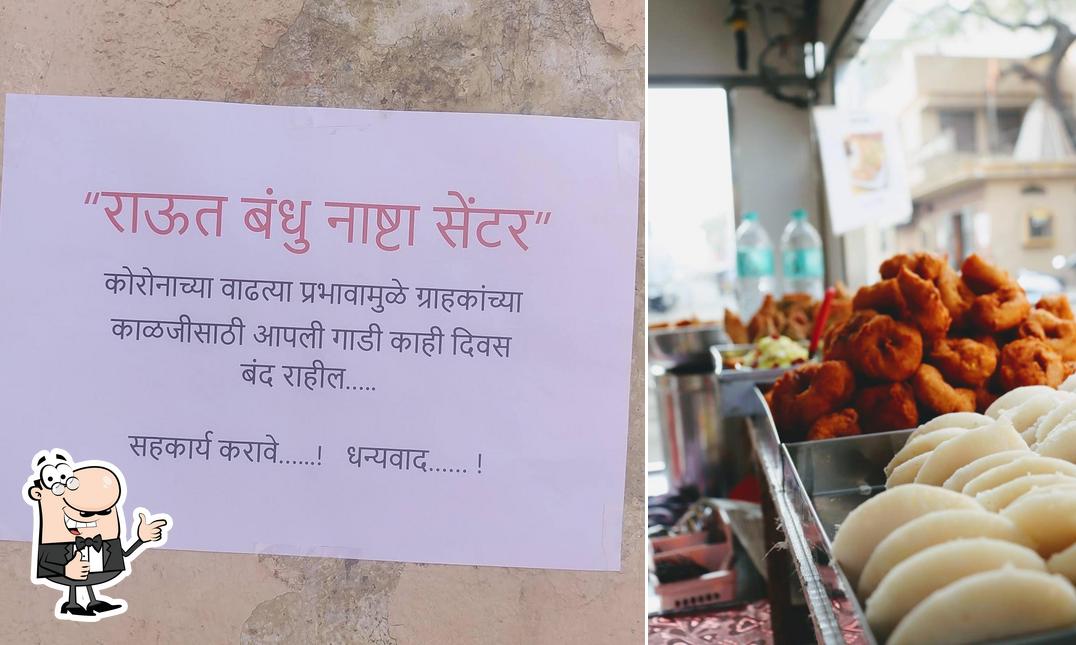 "राऊत बंधु नाष्टा सेंटर"
कोरोनाच्या वाढत्या प्रभावामुळे ग्राहकांच्या
काळजीसाठी आपली गाडी काही दिवस
बंद राहील.....
सहकार्य करावे......! धन्यवाद...... !